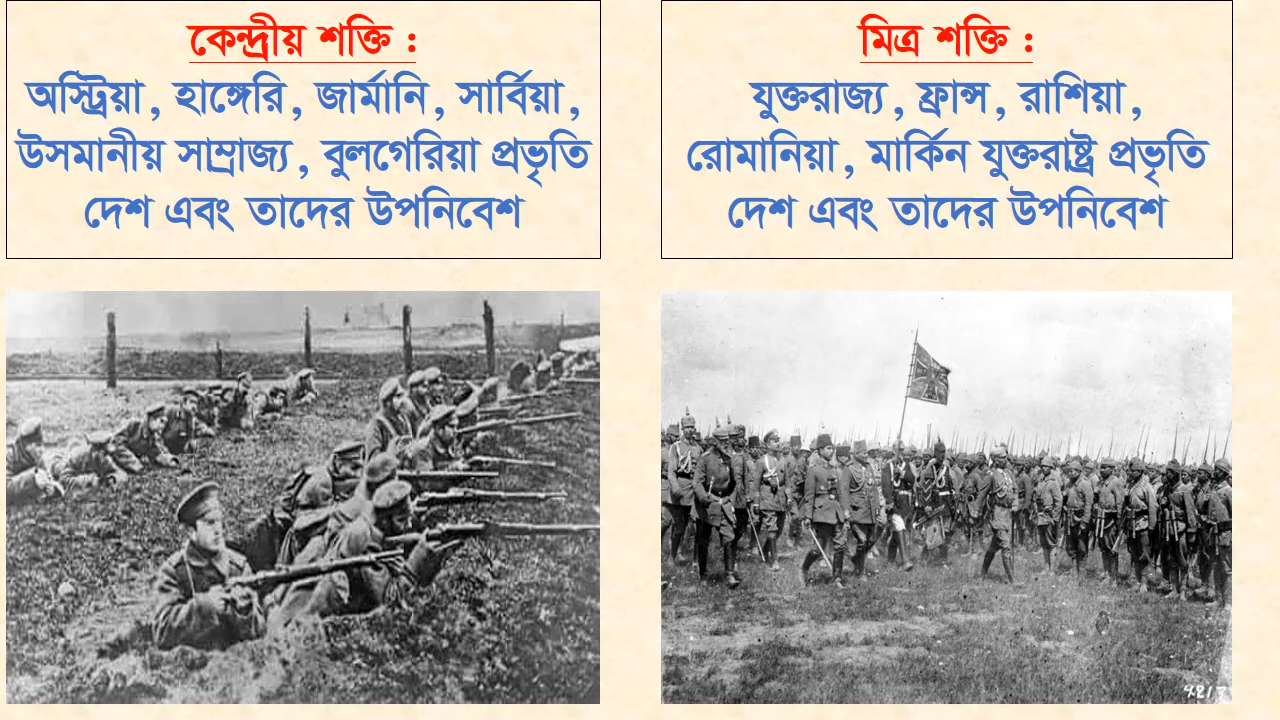 কেন্দ্রীয় শক্তি :
অস্ট্রিয়া, হাঙ্গেরি, জার্মানি, সার্বিয়া,
উসমানীয় সাম্রাজ্য, বুলগেরিয়া প্রভৃতি
দেশ এবং তাদের উপনিবেশ
মিত্র শক্তি :
যুক্তরাজ্য, ফ্রান্স, রাশিয়া,
রোমানিয়া, মার্কিন যুক্তরাষ্ট্র প্রভৃতি
দেশ এবং তাদের উপনিবেশ